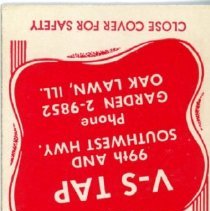 V-S TAP
99th AND
SOUTHWEST HWY.
Phone
GARDEN 2-9852
OAK LAWN, ILL.
CLOSE COVER FOR SAFETY